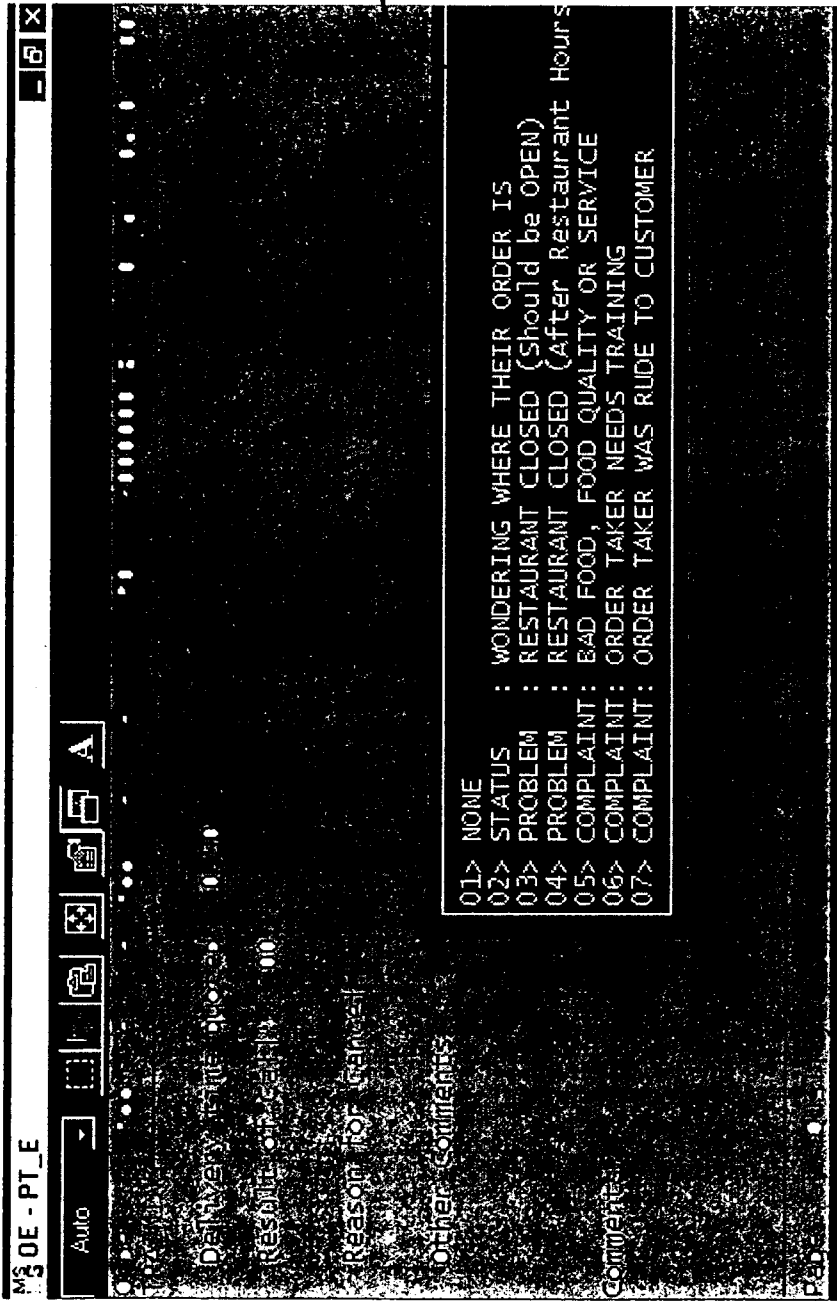 MS OE - PT_E
Auto
A
Delivery Time Quoted
Result of Call
Reason for Cancel
Other Comments
01> NONE
02> STATUS : WONDERING WHERE THEIR ORDER IS
03> PROBLEM : RESTAURANT CLOSED (Should be OPEN)
04> PROBLEM : RESTAURANT CLOSED (After Restaurant Hours
05> COMPLAINT: BAD FOOD, FOOD QUALITY OR SERVICE
06> COMPLAINT: ORDER TAKER NEEDS TRAINING
07> COMPLAINT: ORDER TAKER WAS RUDE TO CUSTOMER
Comments